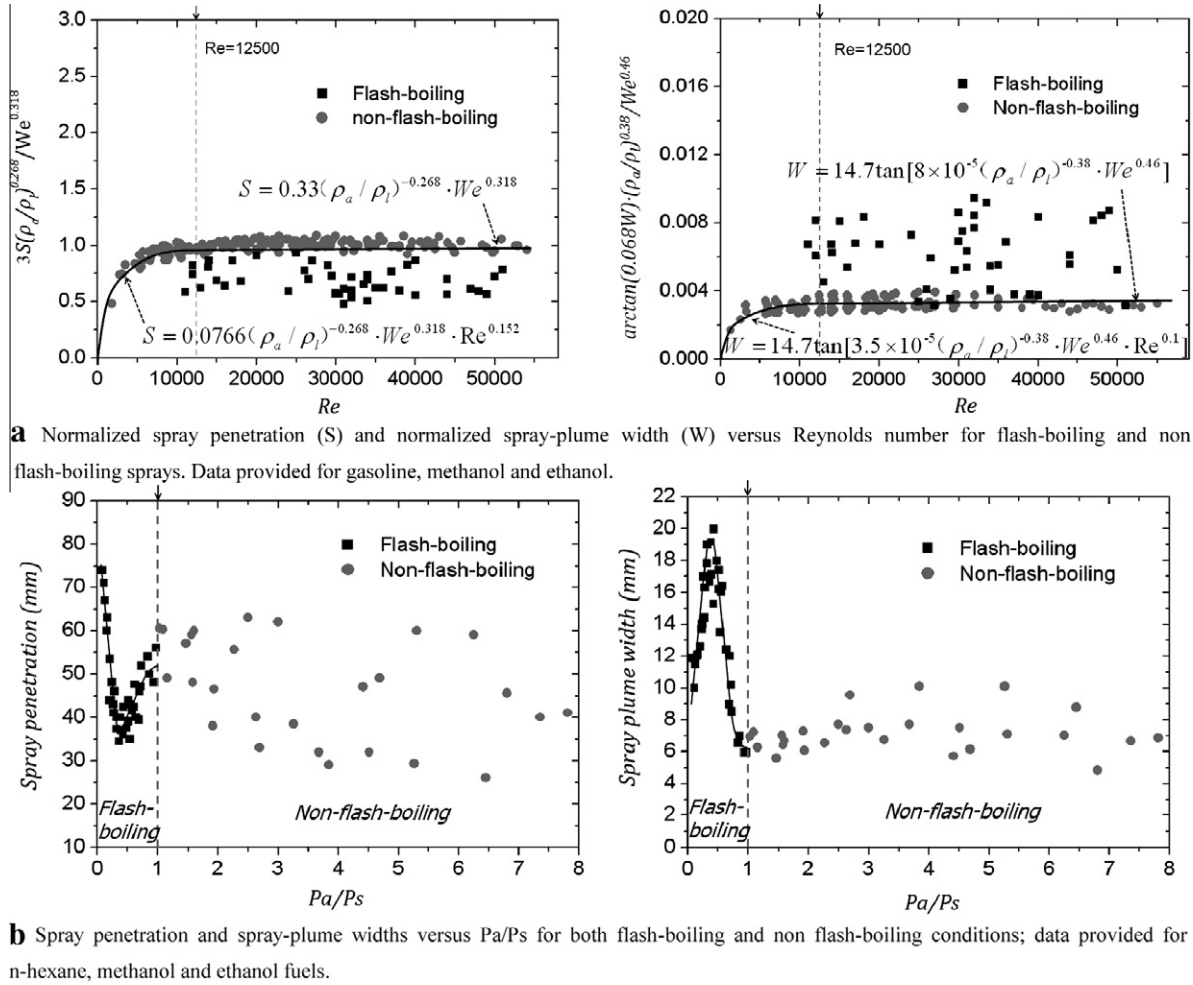 3.0
2.5
2.0
1.5
1.0
0.5
0.0
3S(ρa/ρl)^0.268/We^0.318
Re=12500
Flash-boiling
non-flash-boiling
S = 0.33(ρa / ρl)^−0.268 · We^0.318
S = 0.0766(ρa / ρl)^−0.268 · We^0.318 · Re^0.152
0 10000 20000 30000 40000 50000
Re
0.020
0.016
0.012
0.008
0.004
0.000
arctan(0.068W)·(ρa/ρl)^0.38/We^0.46
Re=12500
Flash-boiling
Non-flash-boiling
W = 14.7tan[8×10^-5(ρa / ρl)^-0.38 · We^0.46]
W = 14.7tan[3.5×10^-5(ρa / ρl)^-0.38 · We^0.46 · Re^0.1]
0 10000 20000 30000 40000 50000
Re
a Normalized spray penetration (S) and normalized spray-plume width (W) versus Reynolds number for flash-boiling and non
flash-boiling sprays. Data provided for gasoline, methanol and ethanol.
90
80
70
60
50
40
30
20
10
Spray penetration (mm)
Flash-boiling
Non-flash-boiling
Flash-
boiling
Non-flash-boiling
0 1 2 3 4 5 6 7 8
Pa/Ps
22
20
18
16
14
12
10
8
6
4
2
0
Spray plume width (mm)
Flash-boiling
Non-flash-boiling
Flash-
boiling
Non-flash-boiling
0 1 2 3 4 5 6 7 8
Pa/Ps
b Spray penetration and spray-plume widths versus Pa/Ps for both flash-boiling and non flash-boiling conditions; data provided for
n-hexane, methanol and ethanol fuels.